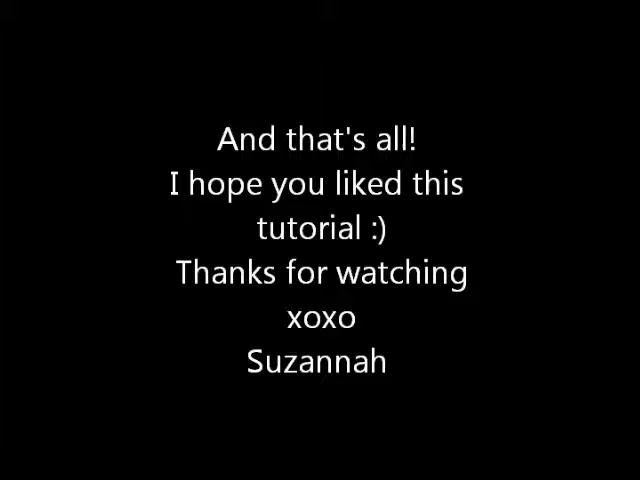 And that's all!
I hope you liked this
tutorial :)
Thanks for watching
xoxo
Suzannah